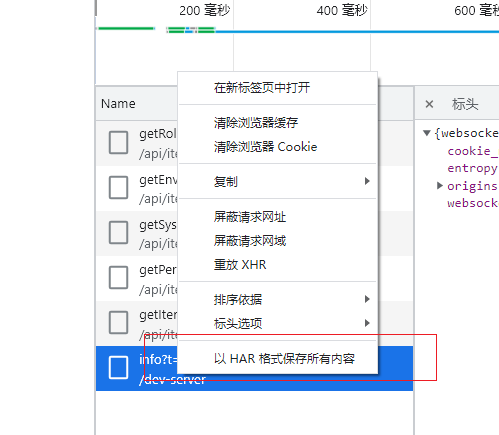 200 毫秒
400 毫秒
600 毫
Name
getRol
/api/ite
getEnv
/api/ite
getSys
/api/ite
getPer
/api/ite
getIter
/api/ite
info?t=
/dev-server
在新标签页中打开
清除浏览器缓存
清除浏览器 Cookie
复制
屏蔽请求网址
屏蔽请求网域
重放 XHR
排序依据
标头选项
以 HAR 格式保存所有内容
× 标头
{websocke
cookie_
entropy
origins
websock